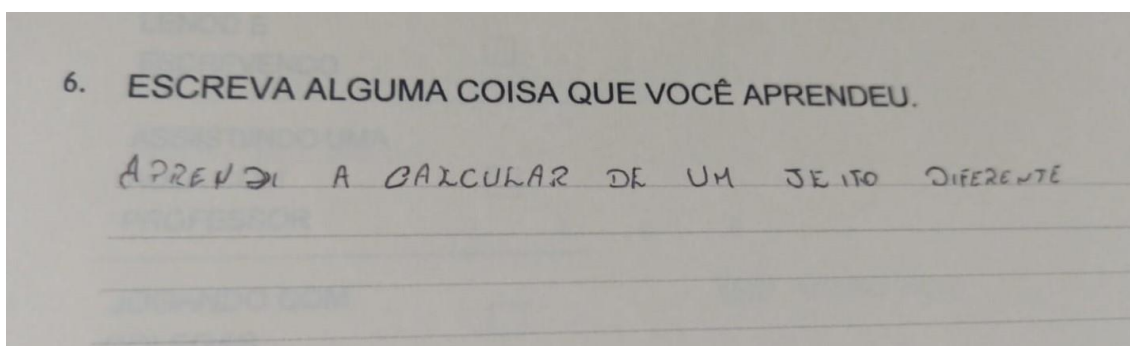 6. ESCREVA ALGUMA COISA QUE VOCÊ APRENDEU.
APRENDI A CALCULAR DE UM JEITO DIFERENTE